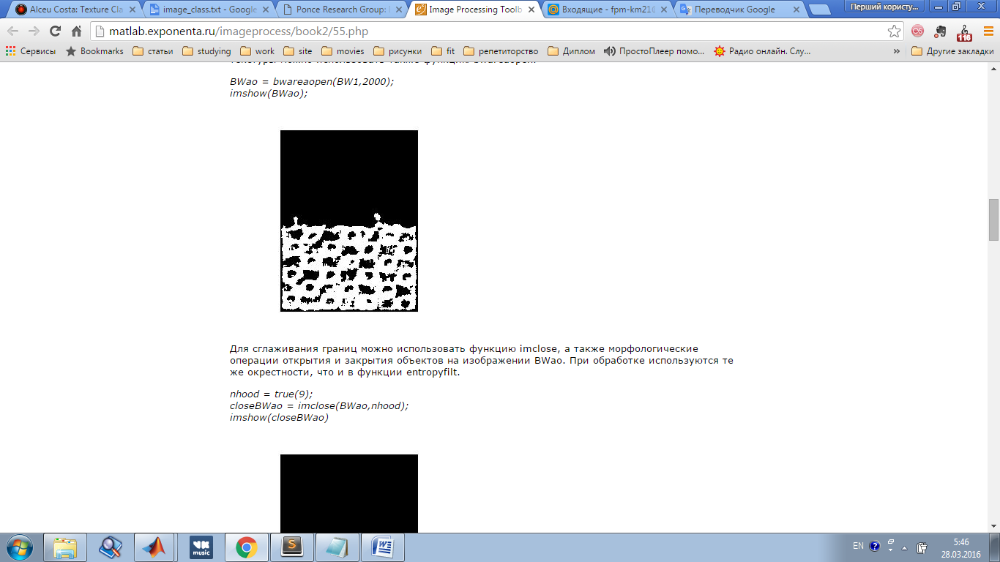 Alceu Costa: Texture Cla
image_class.txt - Google
Ponce Research Group:
Image Processing Toolb
Входящие - fpm-km21@
Переводчик Google
Перший користу...
matlab.exponenta.ru/imageprocess/book2/55.php
116
Сервисы
Bookmarks
статьи
studying
work
site
movies
рисунки
fit
репетиторство
Диплом
ПростоПлеер помо...
Радио онлайн. Слу...
»
Другие закладки
BWao = bwareaopen(BW1,2000);
imshow(BWao);
Для сглаживания границ можно использовать функцию imclose, а также морфологические
операции открытия и закрытия объектов на изображении BWao. При обработке используются те
же окрестности, что и в функции entropyfilt.
nhood = true(9);
closeBWao = imclose(BWao,nhood);
imshow(closeBWao)
VK
music
EN
5:46
28.03.2016